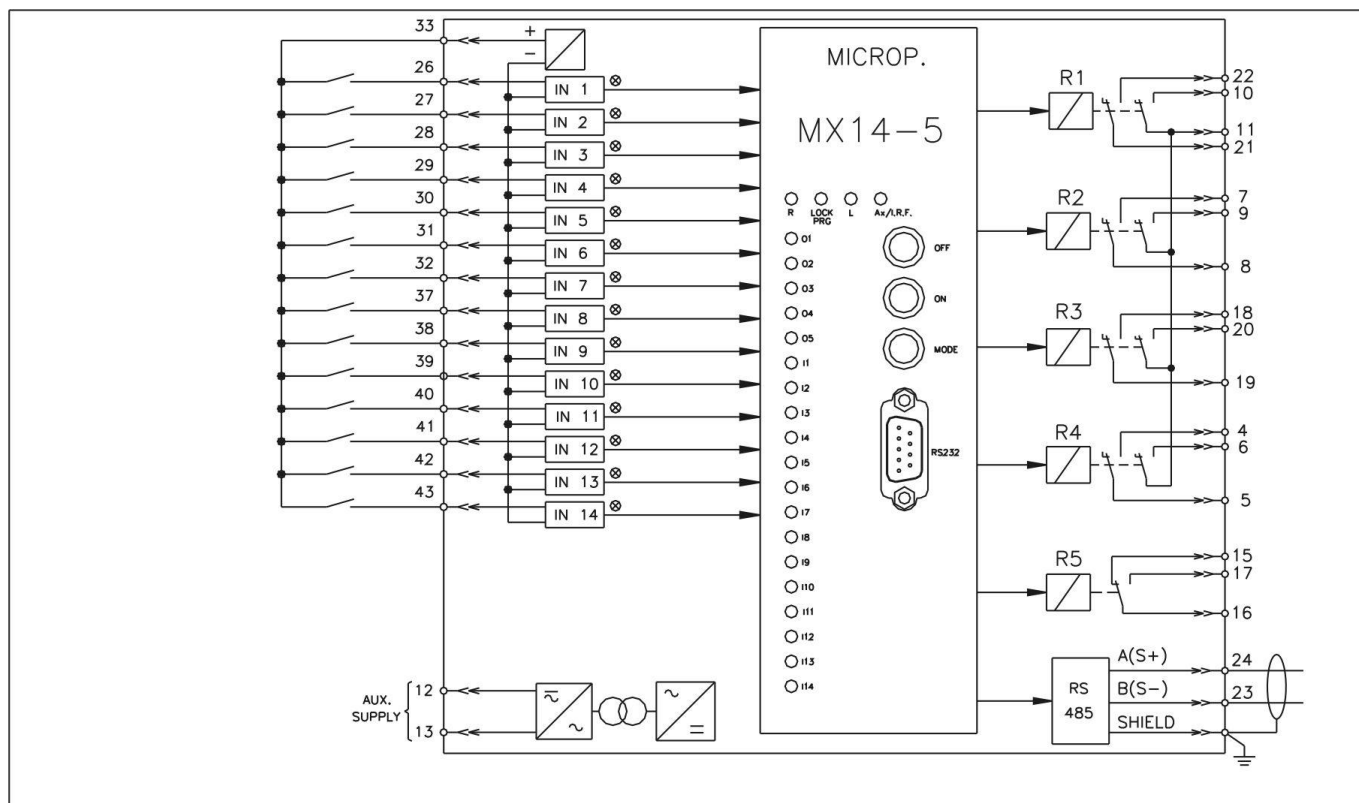 33
+
−
26
IN 1
27
IN 2
28
IN 3
29
IN 4
30
IN 5
31
IN 6
32
IN 7
37
IN 8
38
IN 9
39
IN 10
40
IN 11
41
IN 12
42
IN 13
43
IN 14
AUX.
SUPPLY
12
13
MICROP.
MX14-5
R LOCK PRG L Ax/I.R.F.
O1
O2
O3
O4
O5
I1
I2
I3
I4
I5
I6
I7
I8
I9
I10
I11
I12
I13
I14
OFF
ON
MODE
RS232
R1
22
10
11
21
R2
7
9
8
R3
18
20
19
R4
4
6
5
R5
15
17
16
RS
485
A(S+) 24
B(S-) 23
SHIELD